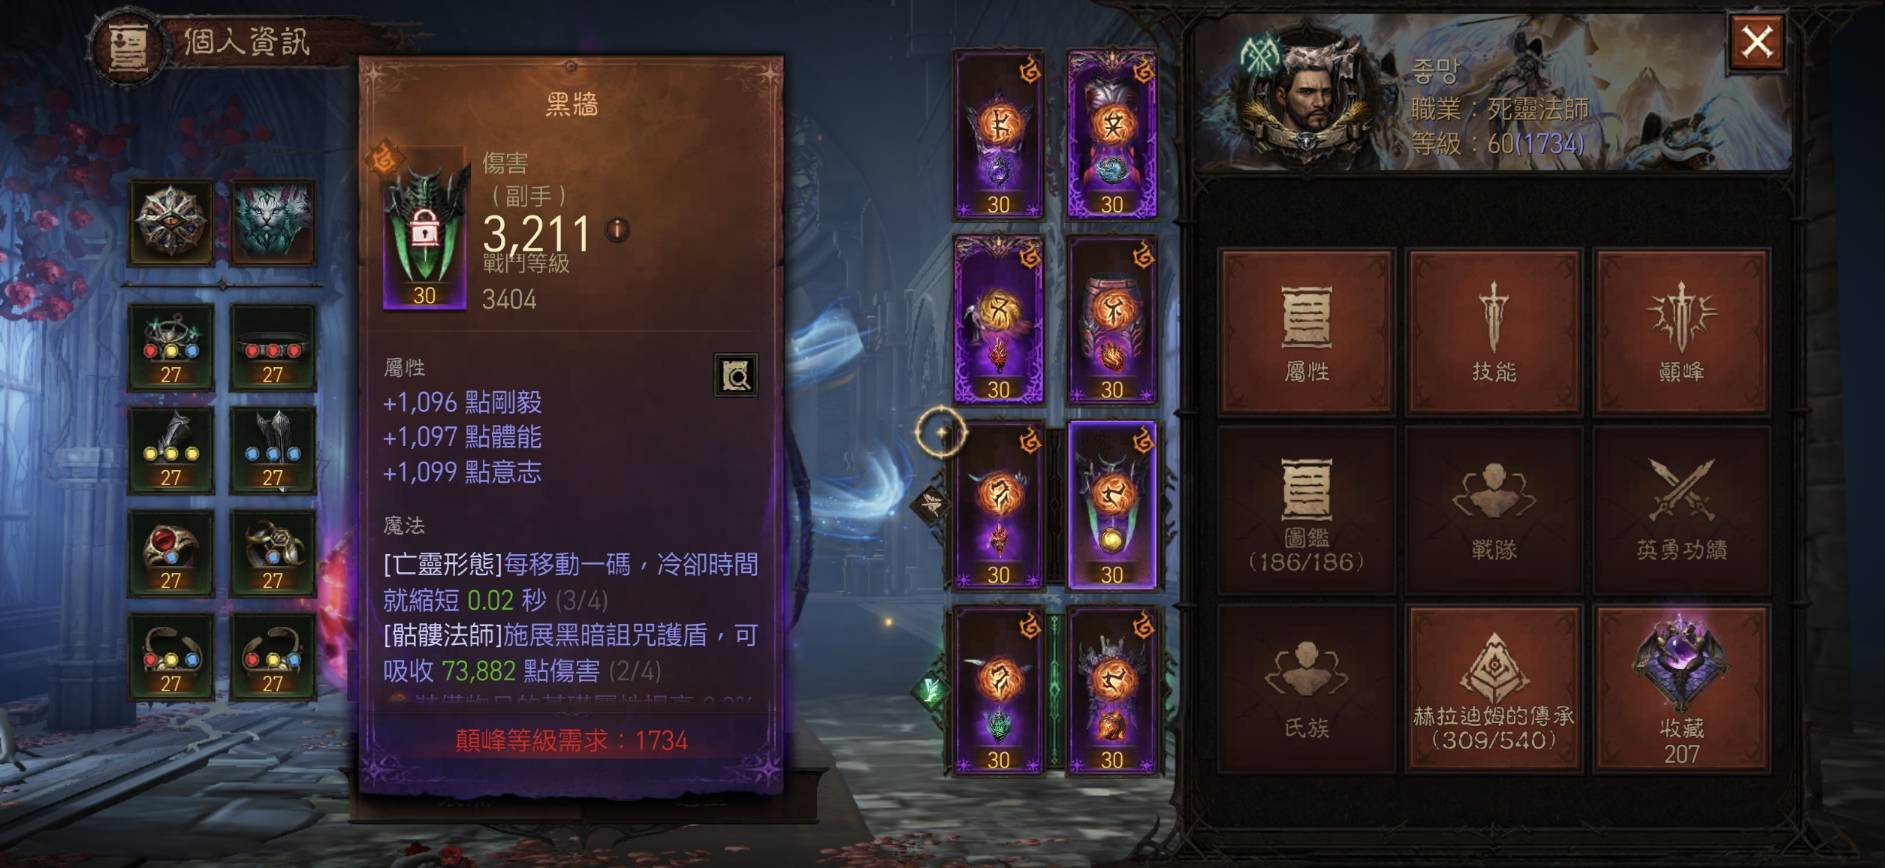 個人資訊
黑牆
傷害
（副手）
3,211
戰鬥等級
3404
30
屬性
+1,096 點剛毅
+1,097 點體能
+1,099 點意志
魔法
[亡靈形態]每移動一碼，冷卻時間
就縮短 0.02 秒 (3/4)
[骷髏法師]施展黑暗詛咒護盾，可
吸收 73,882 點傷害 (2/4)
顛峰等級需求：1734
27
27
27
27
27
27
27
27
30
30
30
30
30
30
30
30
종망
職業：死靈法師
等級：60(1734)
屬性
技能
顛峰
圖鑑
(186/186)
戰隊
英勇功績
氏族
赫拉迪姆的傳承
(309/540)
收藏
207